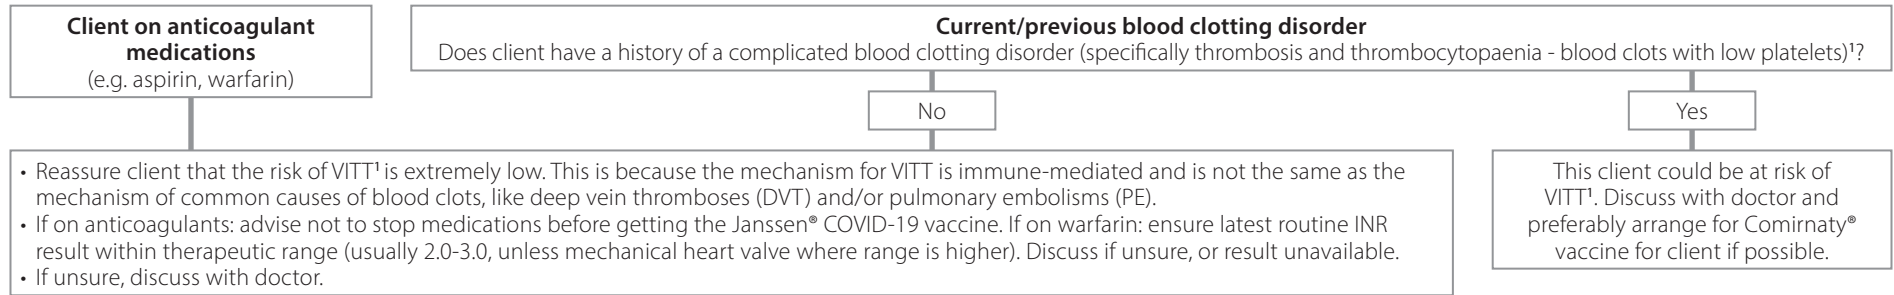 Client on anticoagulant
medications
(e.g. aspirin, warfarin)
Current/previous blood clotting disorder
Does client have a history of a complicated blood clotting disorder (specifically thrombosis and thrombocytopaenia - blood clots with low platelets)¹?
No
Yes
• Reassure client that the risk of VITT¹ is extremely low. This is because the mechanism for VITT is immune-mediated and is not the same as the
mechanism of common causes of blood clots, like deep vein thromboses (DVT) and/or pulmonary embolisms (PE).
• If on anticoagulants: advise not to stop medications before getting the Janssen® COVID-19 vaccine. If on warfarin: ensure latest routine INR
result within therapeutic range (usually 2.0-3.0, unless mechanical heart valve where range is higher). Discuss if unsure, or result unavailable.
• If unsure, discuss with doctor.
This client could be at risk of
VITT¹. Discuss with doctor and
preferably arrange for Comirnaty®
vaccine for client if possible.